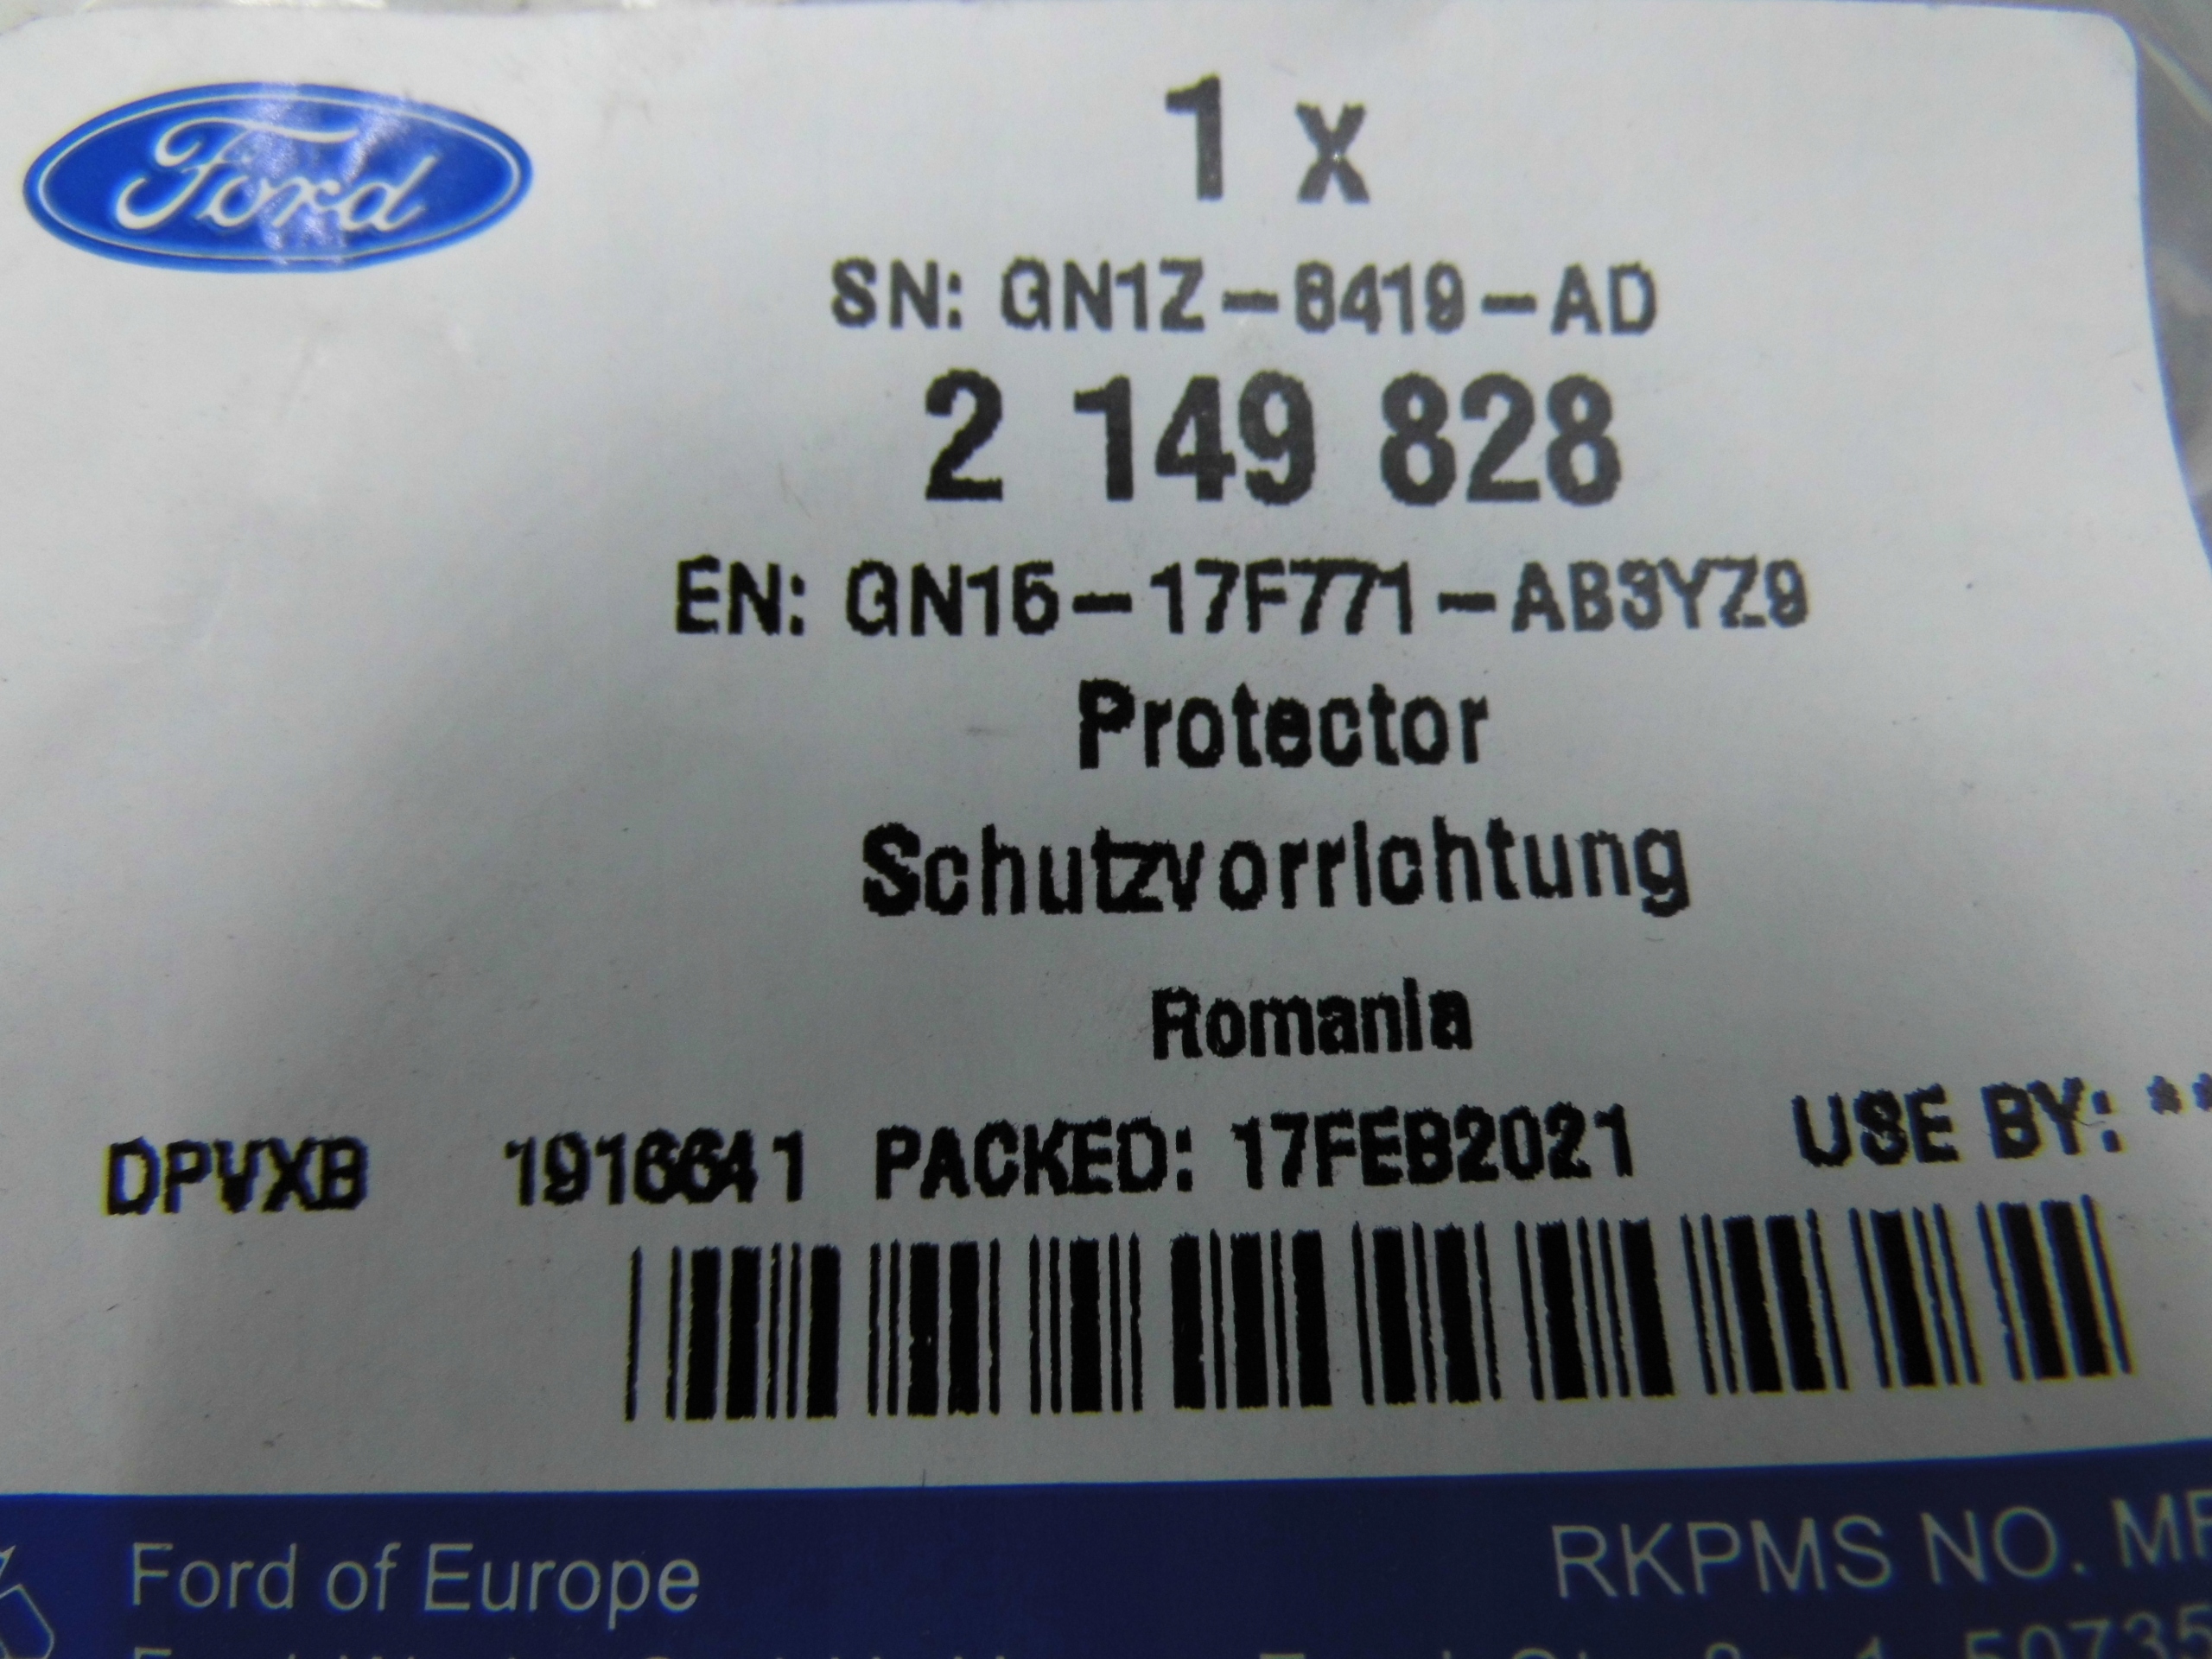 Ford
1 x
SN: GN1Z-8419-AD
2 149 828
EN: GN15-17F771-AB3YZ9
Protector
Schutzvorrichtung
Romania
DPVXB 1916641 PACKED: 17FEB2021 USE BY: **
Ford of Europe
RKPMS NO.